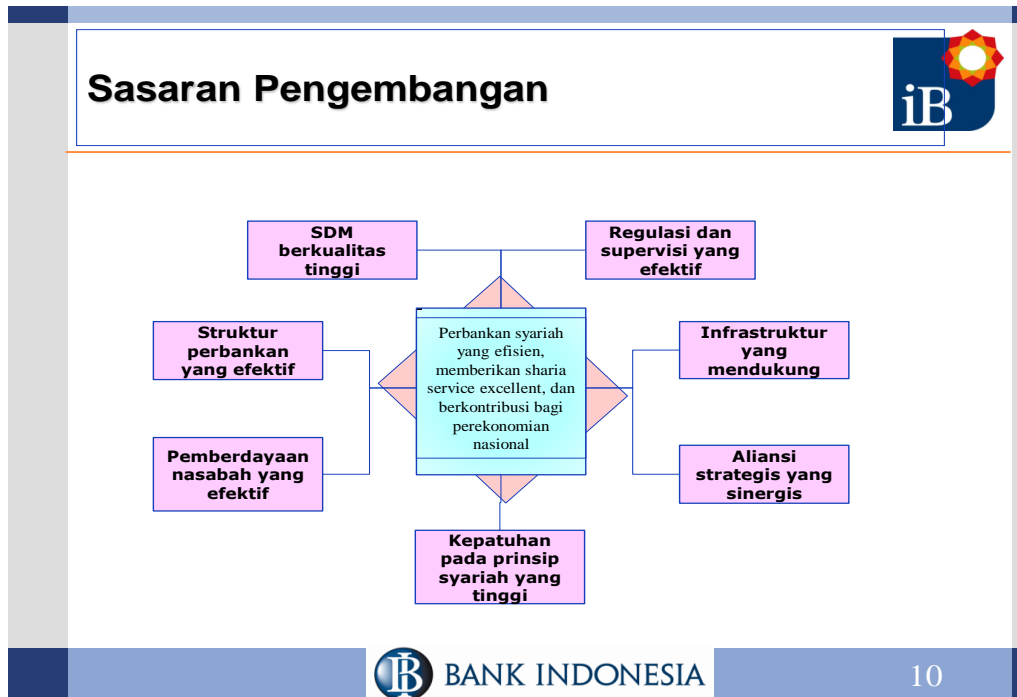 Sasaran Pengembangan
iB
SDM
berkualitas
tinggi
Regulasi dan
supervisi yang
efektif
Struktur
perbankan
yang efektif
Perbankan syariah
yang efisien,
memberikan sharia
service excellent, dan
berkontribusi bagi
perekonomian
nasional
Infrastruktur
yang
mendukung
Pemberdayaan
nasabah yang
efektif
Aliansi
strategis yang
sinergis
Kepatuhan
pada prinsip
syariah yang
tinggi
BANK INDONESIA
10